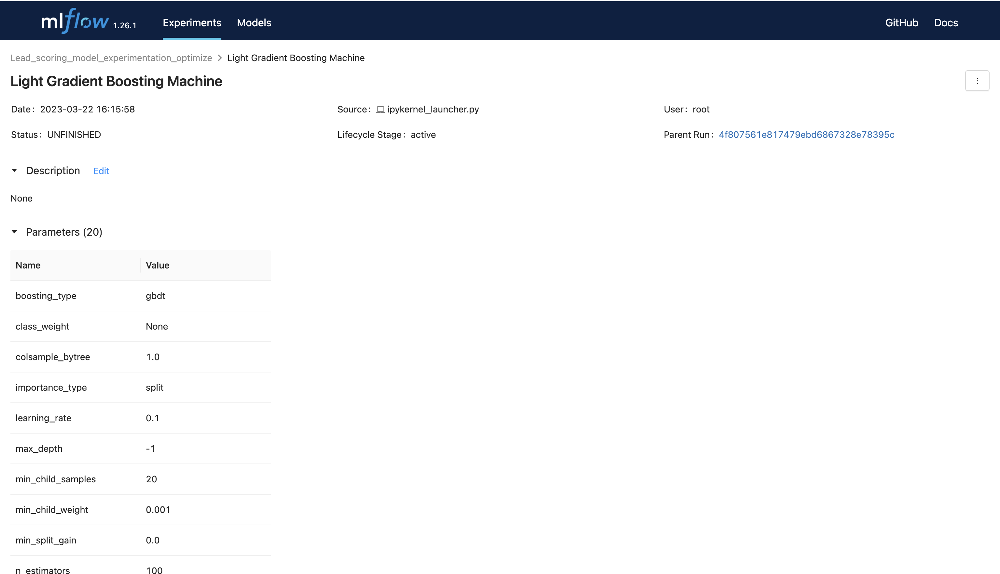 mlflow 1.26.1 Experiments Models GitHub Docs
Lead_scoring_model_experimentation_optimize > Light Gradient Boosting Machine
Light Gradient Boosting Machine
Date: 2023-03-22 16:15:58 Source: ipykernel_launcher.py User: root
Status: UNFINISHED Lifecycle Stage: active Parent Run: 4f807561e817479ebd6867328e78395c
Description Edit
None
Parameters (20)
Name Value
boosting_type gbdt
class_weight None
colsample_bytree 1.0
importance_type split
learning_rate 0.1
max_depth -1
min_child_samples 20
min_child_weight 0.001
min_split_gain 0.0
n_estimators 100